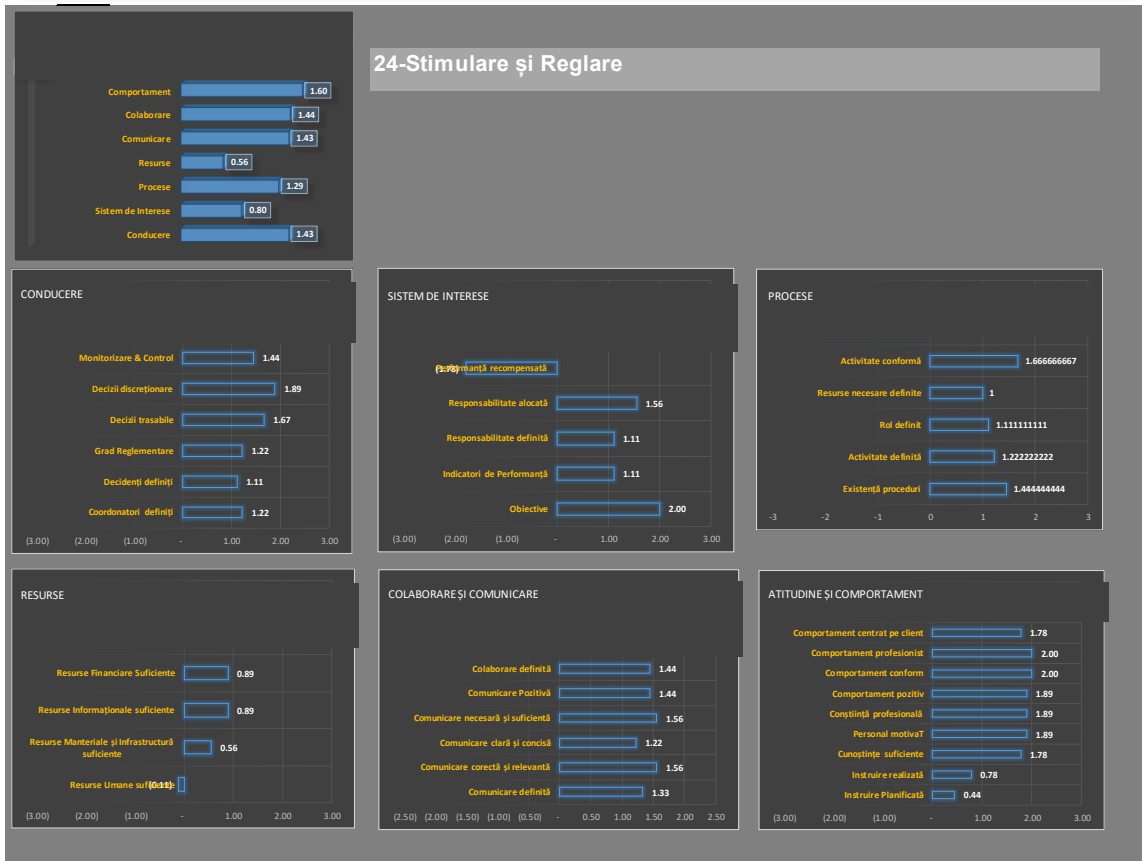 24-Stimulare și Reglare
Comportament 1.60
Colaborare 1.44
Comunicare 1.43
Resurse 0.56
Procese 1.29
Sistem de Interese 0.80
Conducere 1.43
CONDUCERE
Monitorizare & Control 1.44
Decizii discreționare 1.89
Decizii trasabile 1.67
Grad Reglementare 1.22
Decidenți definiți 1.11
Coordonatori definiți 1.22
(3.00) (2.00) (1.00) - 1.00 2.00 3.00
SISTEM DE INTERESE
Performanță recompensată (1.78)
Responsabilitate alocată 1.56
Responsabilitate definită 1.11
Indicatori de Performanță 1.11
Obiective 2.00
(3.00) (2.00) (1.00) - 1.00 2.00 3.00
PROCESE
Activitate conformă 1.666666667
Resurse necesare definite 1
Rol definit 1.111111111
Activitate definită 1.222222222
Existență proceduri 1.444444444
-3 -2 -1 0 1 2 3
RESURSE
Resurse Financiare Suficiente 0.89
Resurse Informaționale suficiente 0.89
Resurse Manteriale și Infrastructură
suficiente 0.56
Resurse Umane suficiente (0.11)
(3.00) (2.00) (1.00) - 1.00 2.00 3.00
COLABORARE ȘI COMUNICARE
Colaborare definită 1.44
Comunicare Pozitivă 1.44
Comunicare necesară și suficientă 1.56
Comunicare clară și concisă 1.22
Comunicare corectă și relevantă 1.56
Comunicare definită 1.33
(2.50) (2.00) (1.50) (1.00) (0.50) - 0.50 1.00 1.50 2.00 2.50
ATITUDINE ȘI COMPORTAMENT
Comportament centrat pe client 1.78
Comportament profesionist 2.00
Comportament conform 2.00
Comportament pozitiv 1.89
Conștiință profesională 1.89
Personal motivaT 1.89
Cunoștințe suficiente 1.78
Instruire realizată 0.78
Instruire Planificată 0.44
(3.00) (2.00) (1.00) - 1.00 2.00 3.00